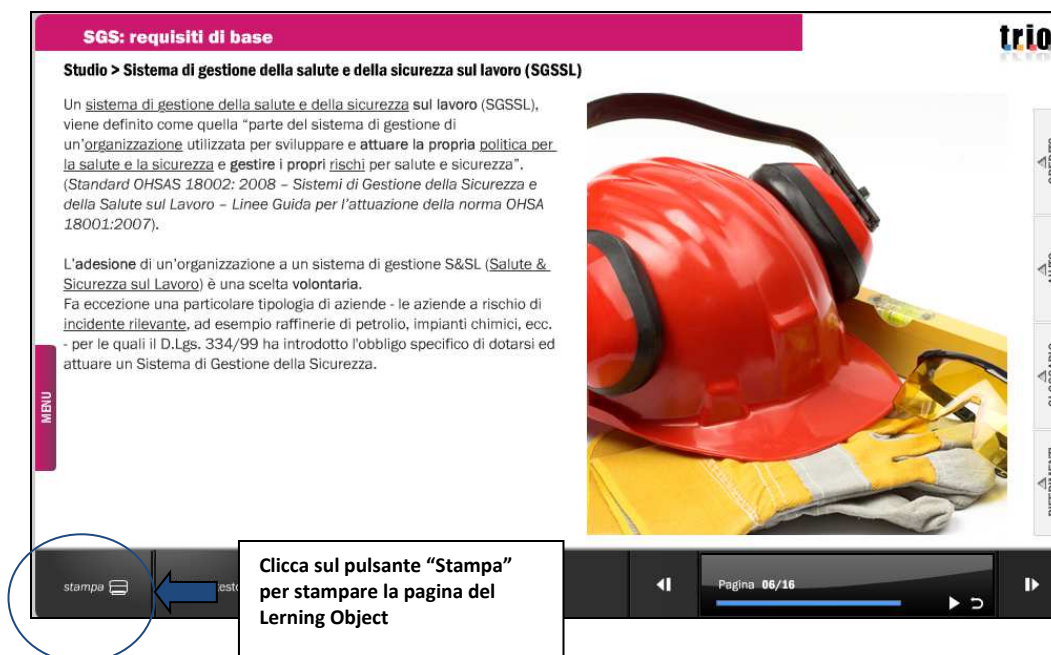 SGS: requisiti di base
trio
Studio > Sistema di gestione della salute e della sicurezza sul lavoro (SGSSL)
Un sistema di gestione della salute e della sicurezza sul lavoro (SGSSL),
viene definito come quella “parte del sistema di gestione di
un'organizzazione utilizzata per sviluppare e attuare la propria politica per
la salute e la sicurezza e gestire i propri rischi per salute e sicurezza”.
(Standard OHSAS 18002: 2008 – Sistemi di Gestione della Sicurezza e
della Salute sul Lavoro – Linee Guida per l'attuazione della norma OHSA
18001:2007).
L'adesione di un'organizzazione a un sistema di gestione S&SL (Salute &
Sicurezza sul Lavoro) è una scelta volontaria.
Fa eccezione una particolare tipologia di aziende - le aziende a rischio di
incidente rilevante, ad esempio raffinerie di petrolio, impianti chimici, ecc.
- per le quali il D.Lgs. 334/99 ha introdotto l'obbligo specifico di dotarsi ed
attuare un Sistema di Gestione della Sicurezza.
MENU
stampa
Clicca sul pulsante “Stampa”
per stampare la pagina del
Lerning Object
Pagina 06/16